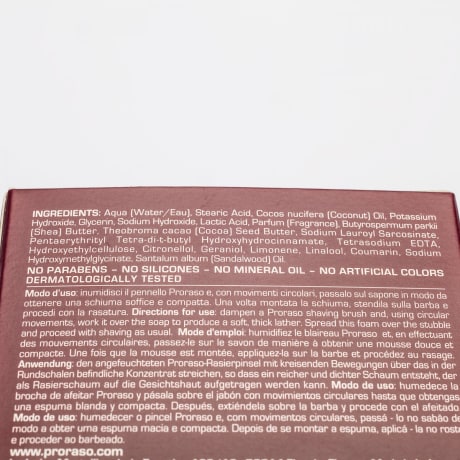 INGREDIENTS: Aqua (Water/Eau), Stearic Acid, Cocos nucifera (Coconut) Oil, Potassium
Hydroxide, Glycerin, Sodium Hydroxide, Lactic Acid, Parfum (Fragrance), Butyrospermum parkii
(Shea) Butter, Theobroma cacao (Cocoa) Seed Butter, Sodium Lauroyl Sarcosinate,
Pentaerythrityl Tetra-di-t-butyl Hydroxyhydrocinnamate, Tetrasodium EDTA,
Hydroxyethylcellulose, Citronellol, Geraniol, Limonene, Linalool, Coumarin, Sodium
Hydroxymethylglycinate, Santalum album (Sandalwood) Oil.
NO PARABENS – NO SILICONES – NO MINERAL OIL – NO ARTIFICIAL COLORS
DERMATOLOGICALLY TESTED
Modo d'uso: inumidisci il pennello Proraso e, con movimenti circolari, passalo sul sapone in modo da
ottenere una schiuma soffice e compatta. Una volta montata la schiuma, stendila sulla barba e
procedi con la rasatura. Directions for use: dampen a Proraso shaving brush and, using circular
movements, work it over the soap to produce a soft, thick lather. Spread this foam over the stubble
and proceed with shaving as usual. Mode d'emploi: humidifiez le blaireau Proraso et, en effectuant
des mouvements circulaires, passez-le sur le savon de manière à obtenir une mousse douce et
compacte. Une fois que la mousse est montée, appliquez-la sur la barbe et procédez au rasage.
Anwendung: den angefeuchteten Proraso-Rasierpinsel mit kreisenden Bewegungen über das in der
Rundschalen befindliche Konzentrat streichen, so dass ein reicher und dichter Schaum entsteht, der
als Rasierschaum auf die Gesichtshaut aufgetragen werden kann. Modo de uso: humedece la
brocha de afeitar Proraso y pásala sobre el jabón con movimientos circulares hasta que obtengas
una espuma blanda y compacta. Después, extiéndela sobre la barba y procede con el afeitado.
Modo de uso: humedecer o pincel Proraso e, com movimentos circulares, passá - lo no sabão de
modo a obter uma espuma macia e compacta. Depois de se montar a espuma, aplicá - la no rosto
e proceder ao barbeado.
www.proraso.com